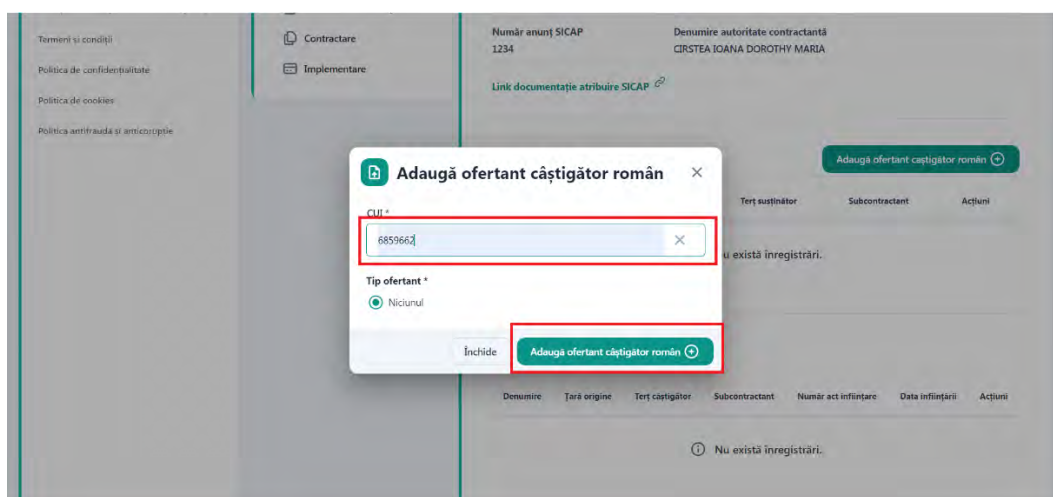 Termeni și condiții
Politica de confidențialitate
Politica de cookies
Politica antifraudă și anticorupție
Contractare
Implementare
Număr anunț SICAP
1234
Denumire autoritate contractantă
CIRSTEA IOANA DOROTHY MARIA
Link documentație atribuire SICAP
Adaugă ofertant câștigător român
Terț susținător Subcontractant Acțiuni
u există înregistrări.
Adaugă ofertant câștigător român
CUI *
6859662
Tip ofertant *
Niciunul
Închide
Adaugă ofertant câștigător român
Denumire Țară origine Terț câștigător Subcontractant Număr act înființare Data înființării Acțiuni
Nu există înregistrări.